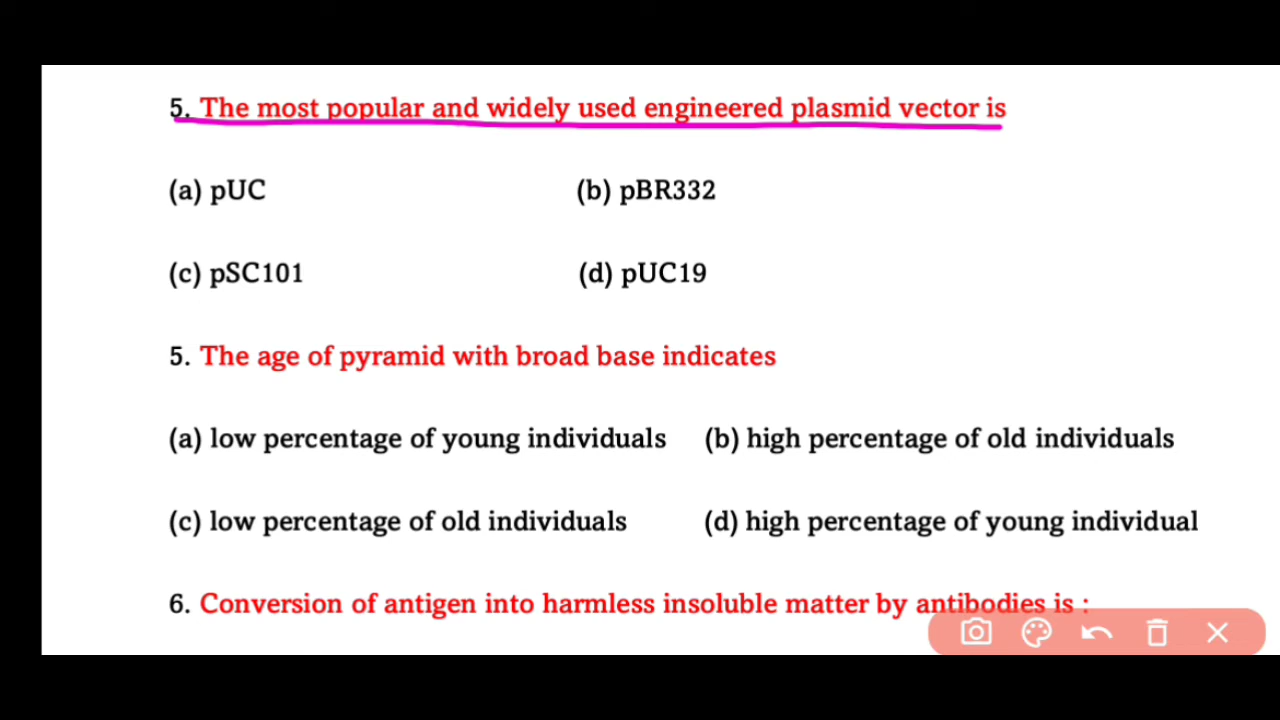 5. The most popular and widely used engineered plasmid vector is
(a) pUC (b) pBR332
(c) pSC101 (d) pUC19
5. The age of pyramid with broad base indicates
(a) low percentage of young individuals (b) high percentage of old individuals
(c) low percentage of old individuals (d) high percentage of young individual
6. Conversion of antigen into harmless insoluble matter by antibodies is :